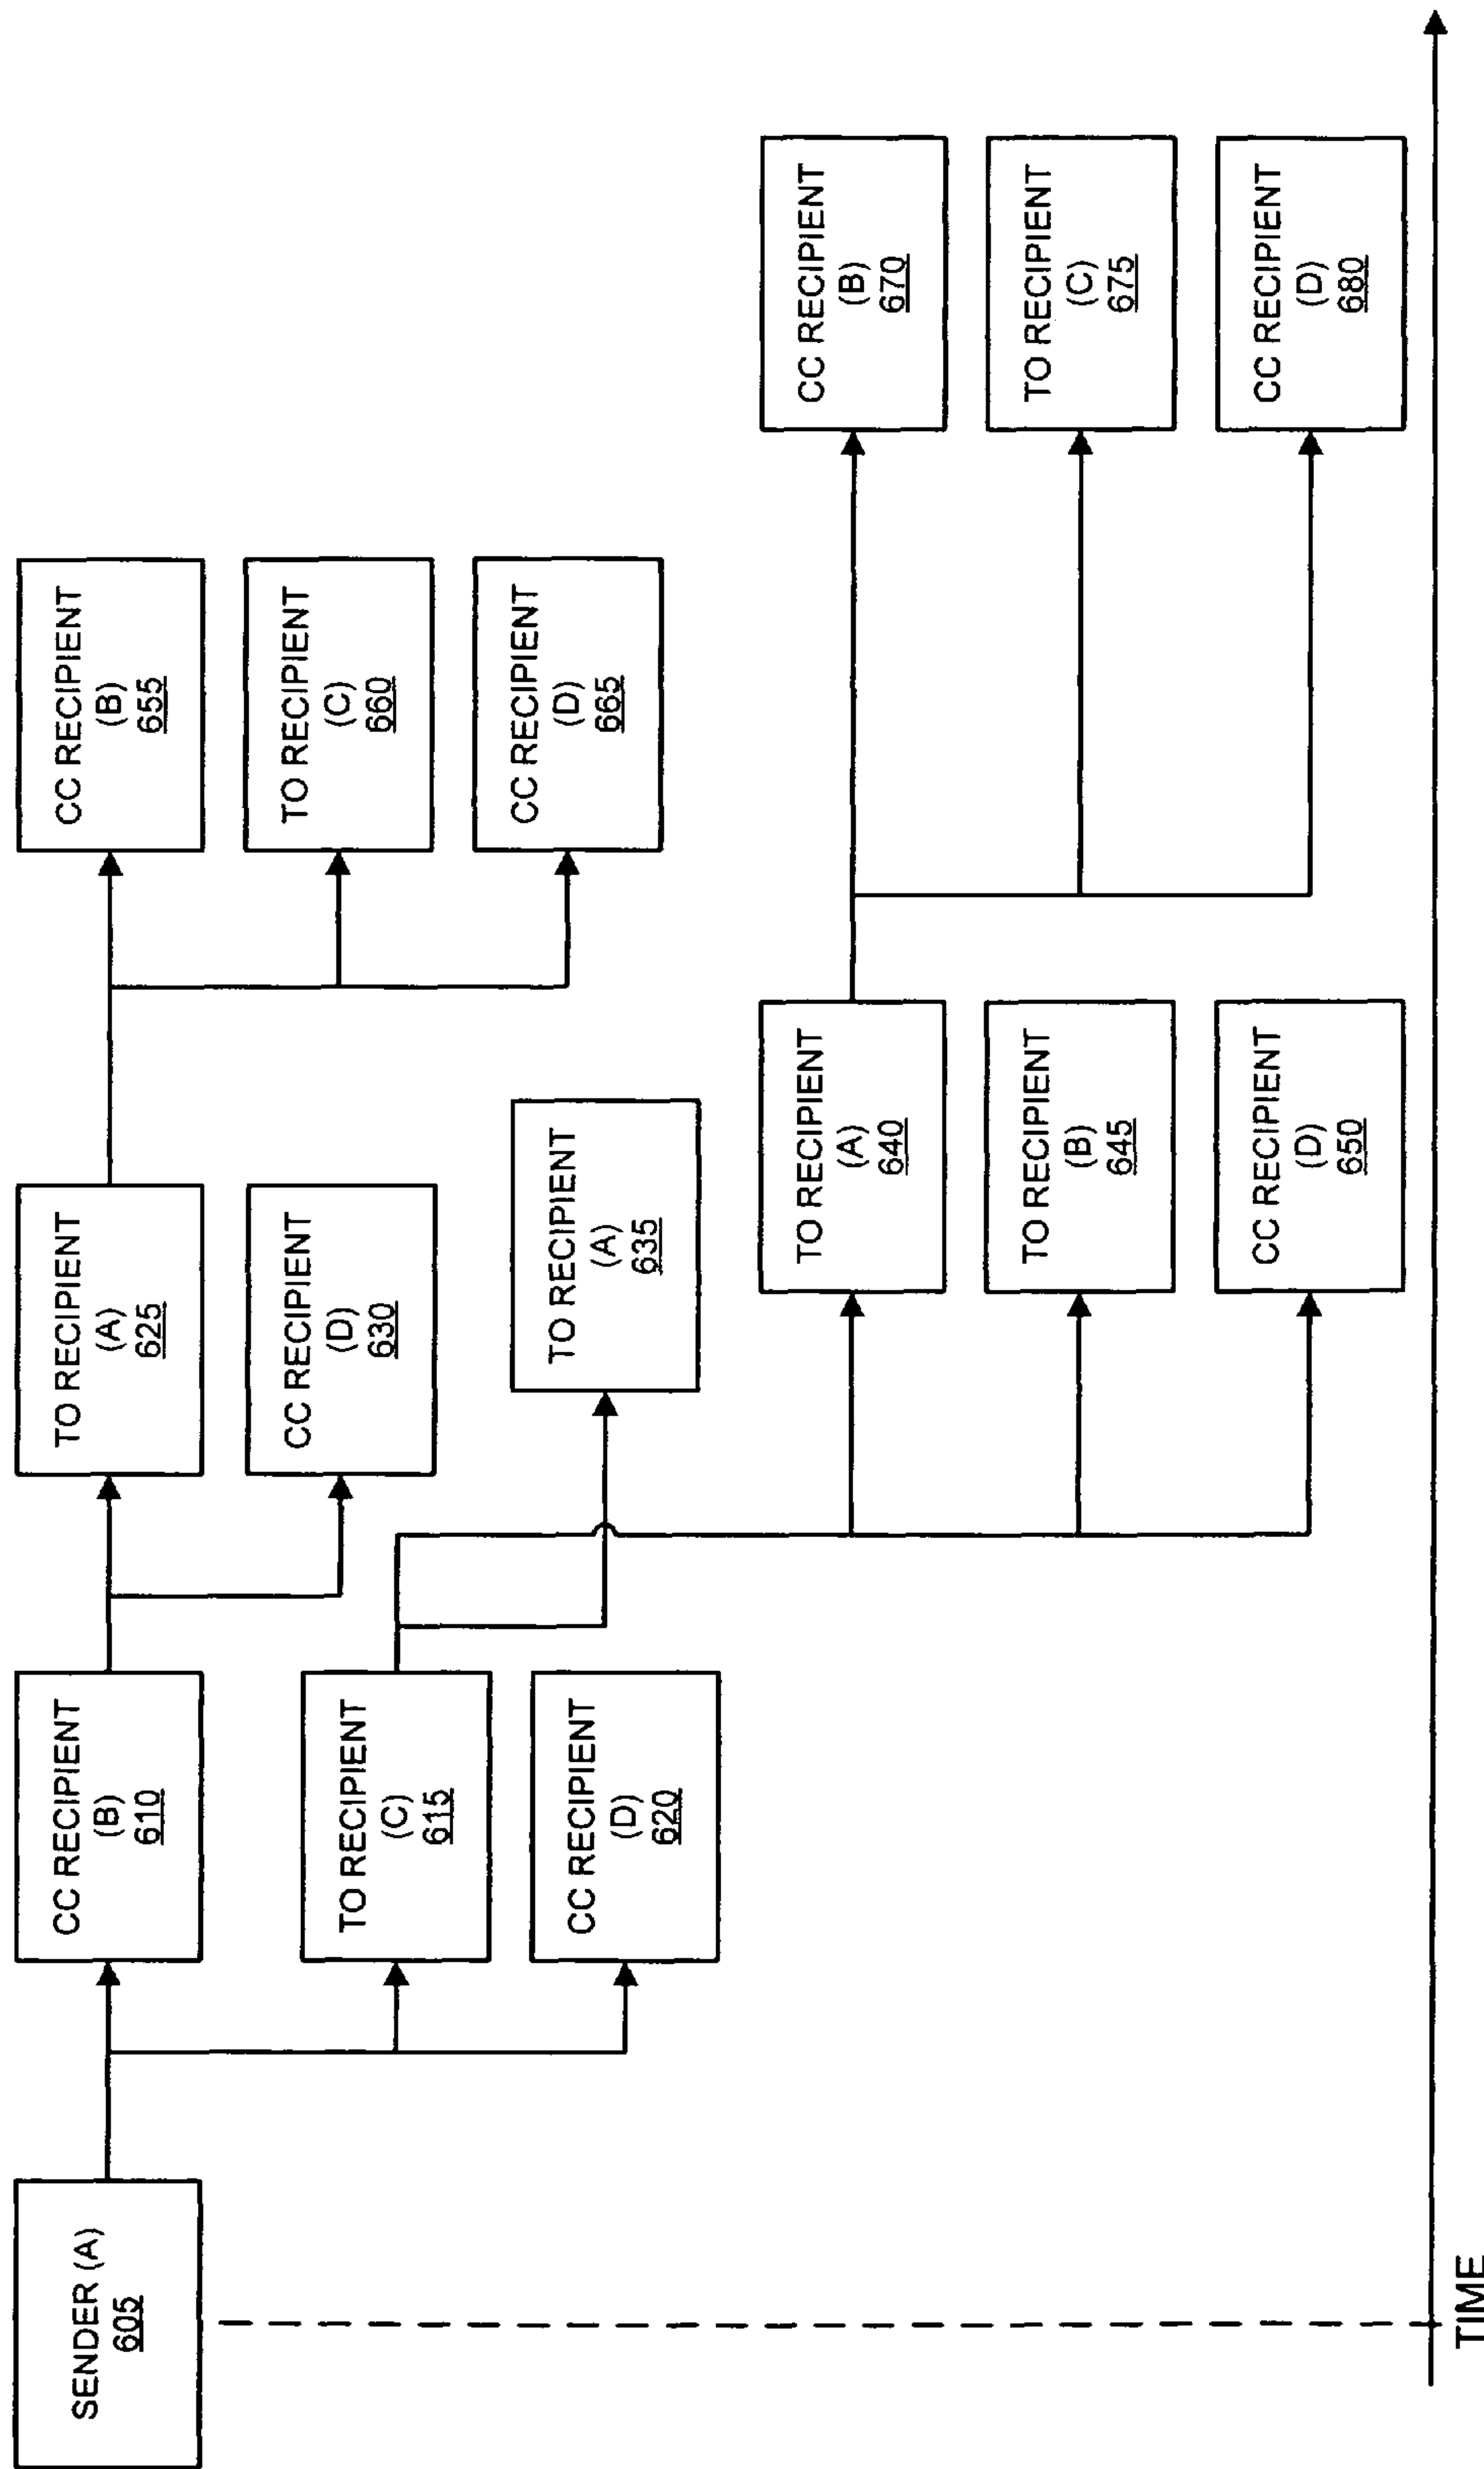 SENDER (A)
605
CC RECIPIENT
(B)
610
TO RECIPIENT
(C)
615
CC RECIPIENT
(D)
620
TO RECIPIENT
(A)
625
CC RECIPIENT
(D)
630
TO RECIPIENT
(A)
635
TO RECIPIENT
(A)
640
TO RECIPIENT
(B)
645
CC RECIPIENT
(D)
650
CC RECIPIENT
(B)
655
TO RECIPIENT
(C)
660
CC RECIPIENT
(D)
665
CC RECIPIENT
(B)
670
TO RECIPIENT
(C)
675
CC RECIPIENT
(D)
680
TIME